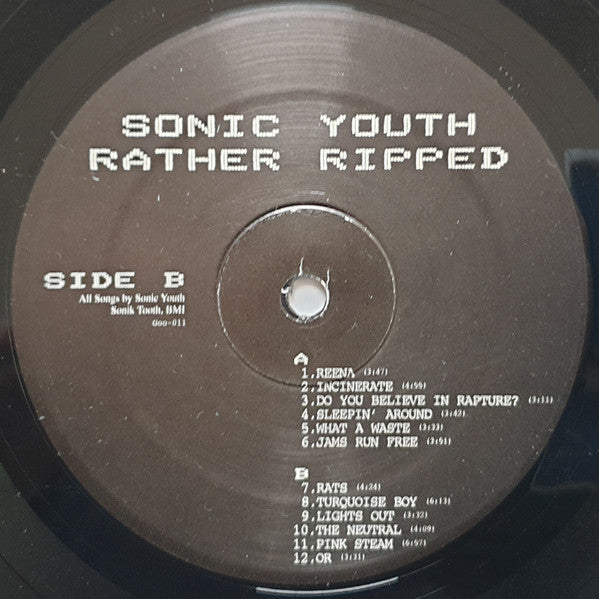 SONIC YOUTH
RATHER RIPPED
SIDE B
All Songs by Sonic Youth
Sonik Tooth, BMI
Goo-011
A
1.REENA (3:47)
2.INCINERATE (4:55)
3.DO YOU BELIEVE IN RAPTURE? (3:11)
4.SLEEPIN' AROUND (3:42)
5.WHAT A WASTE (3:33)
6.JAMS RUN FREE (3:51)
B
7.RATS (4:24)
8.TURQUOISE BOY (6:13)
9.LIGHTS OUT (3:32)
10.THE NEUTRAL (4:09)
11.PINK STEAM (6:57)
12.OR (3:31)